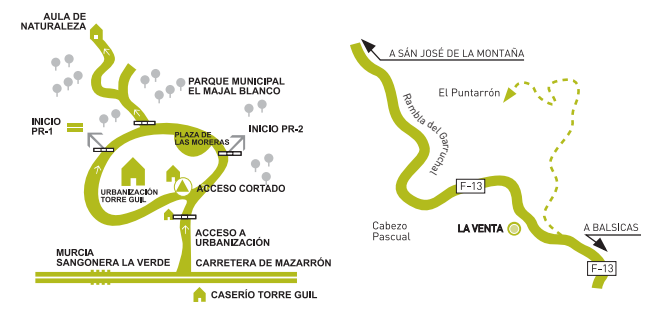 AULA DE
NATURALEZA
PARQUE MUNICIPAL
EL MAJAL BLANCO
INICIO
PR-1
PLAZA DE
LAS MORERAS
INICIO PR-2
URBANIZACIÓN
TORRE GUIL
ACCESO CORTADO
ACCESO A
URBANIZACIÓN
MURCIA
SANGONERA LA VERDE
CARRETERA DE MAZARRÓN
CASERÍO TORRE GUIL
A SÁN JOSÉ DE LA MONTAÑA
El Puntarrón
Rambla del Garruchal
F-13
Cabezo
Pascual
LA VENTA
A BALSICAS
F-13